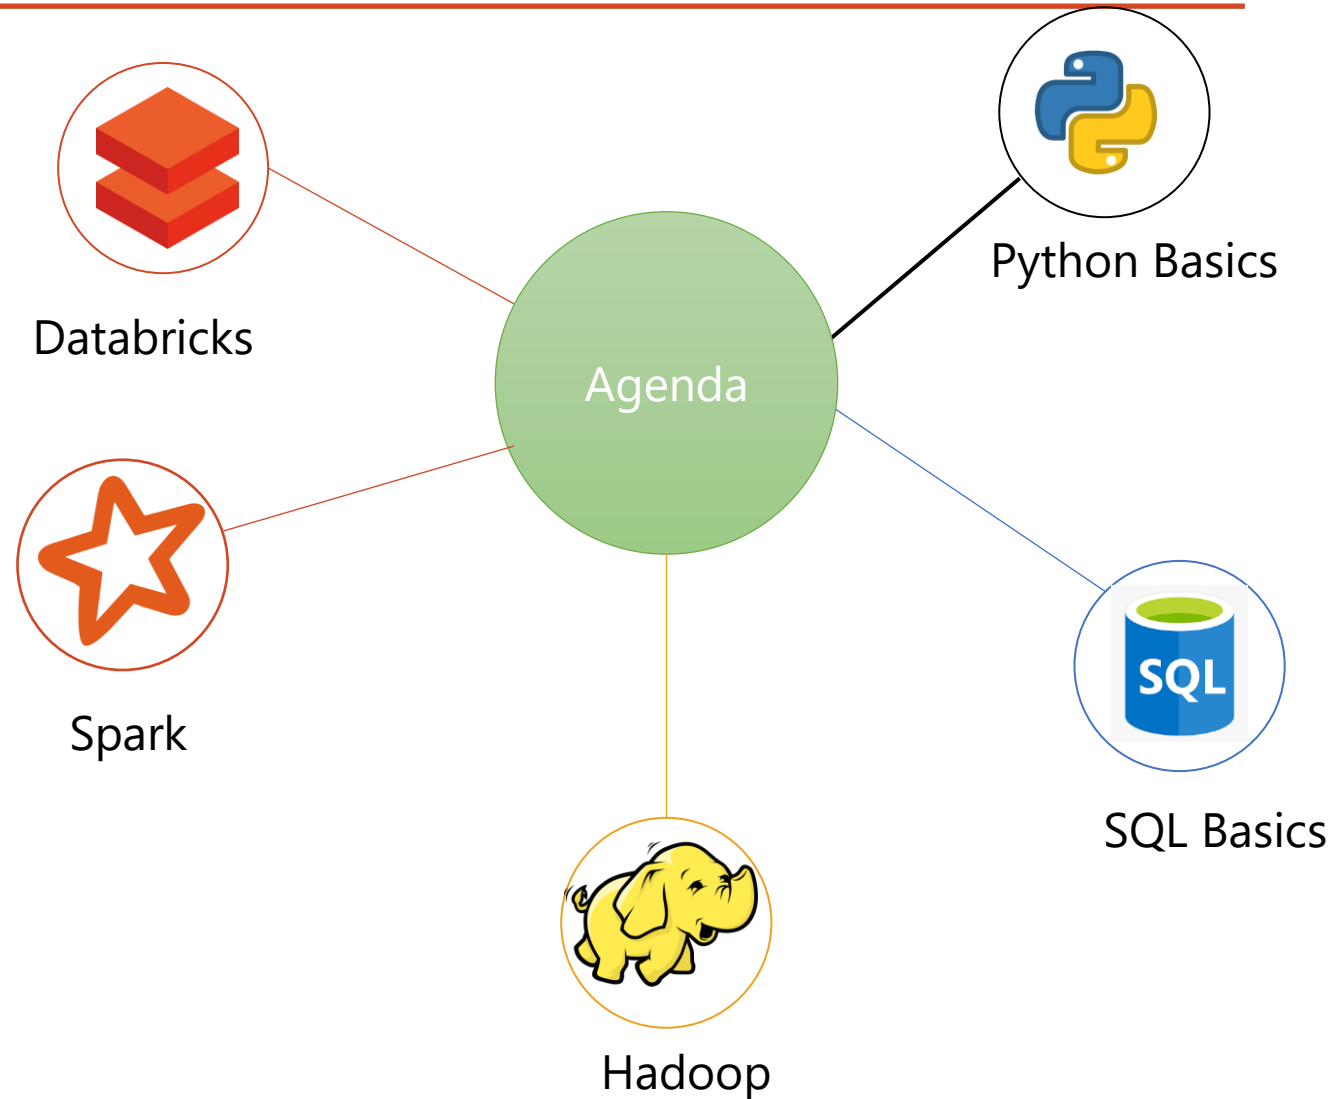 Python Basics
Databricks
Agenda
SQL
Spark
SQL Basics
Hadoop